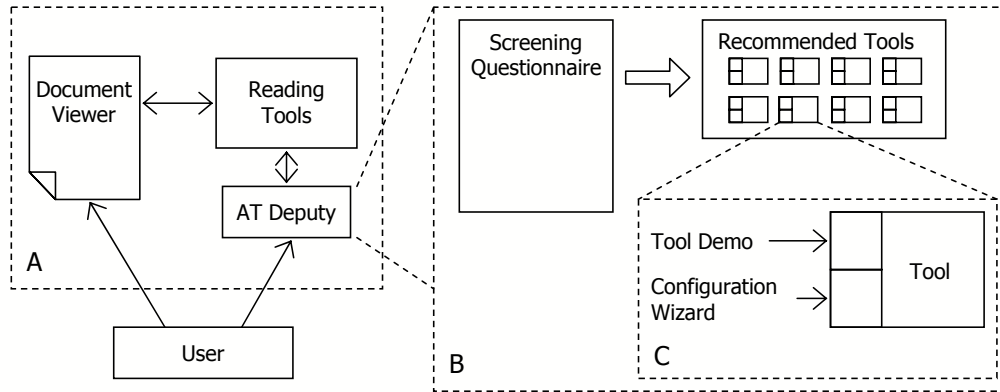 Document
Viewer
Reading
Tools
AT Deputy
A
User
Screening
Questionnaire
Recommended Tools
B
Tool Demo
Configuration
Wizard
Tool
C